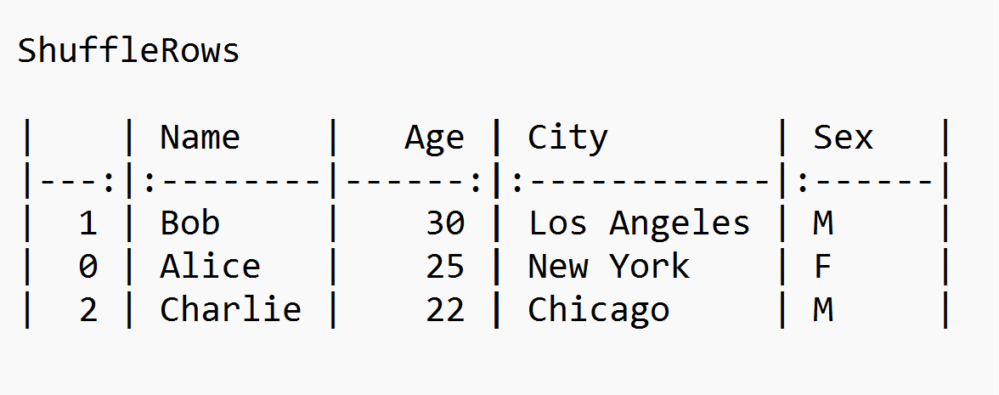 ShuffleRows
|    | Name    |   Age | City        | Sex   |
|---:|:--------|------:|:------------|:------|
|  1 | Bob     |    30 | Los Angeles | M     |
|  0 | Alice   |    25 | New York    | F     |
|  2 | Charlie |    22 | Chicago     | M     |